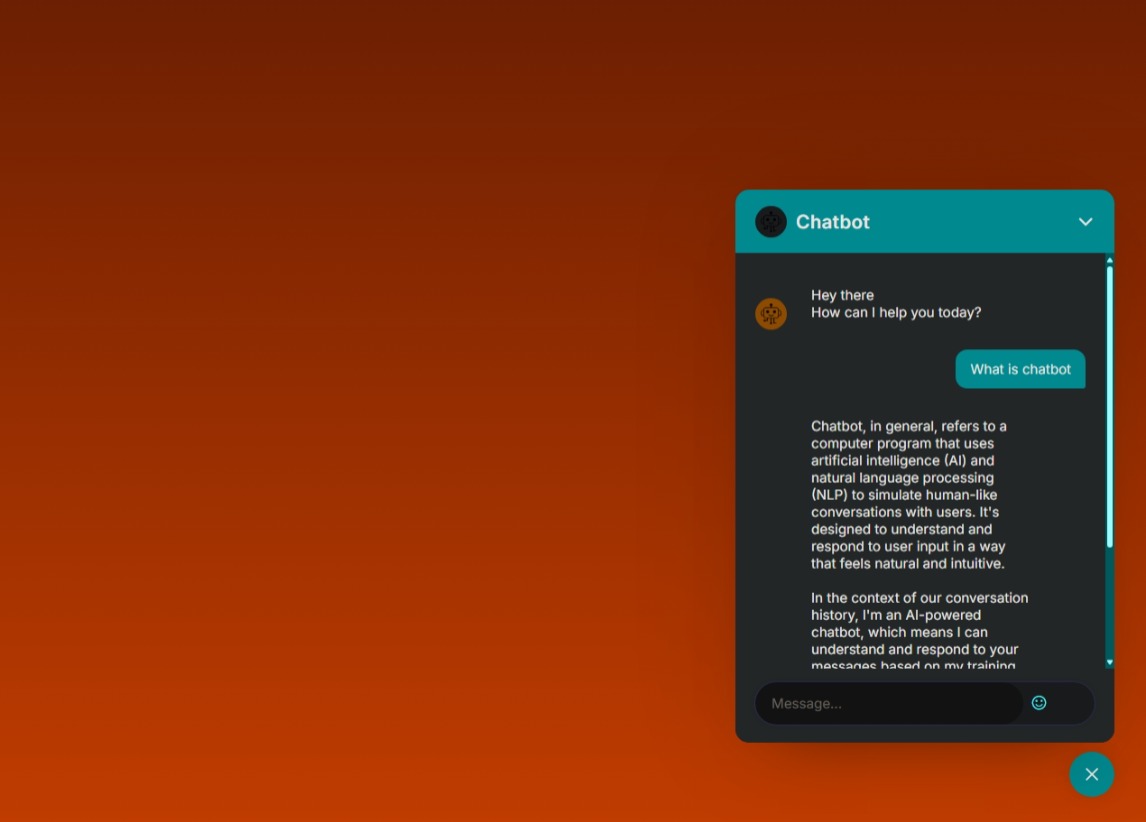 Chatbot
Hey there
How can I help you today?
What is chatbot
Chatbot, in general, refers to a
computer program that uses
artificial intelligence (AI) and
natural language processing
(NLP) to simulate human-like
conversations with users. It's
designed to understand and
respond to user input in a way
that feels natural and intuitive.
In the context of our conversation
history, I'm an AI-powered
chatbot, which means I can
understand and respond to your
messages based on my training
Message...